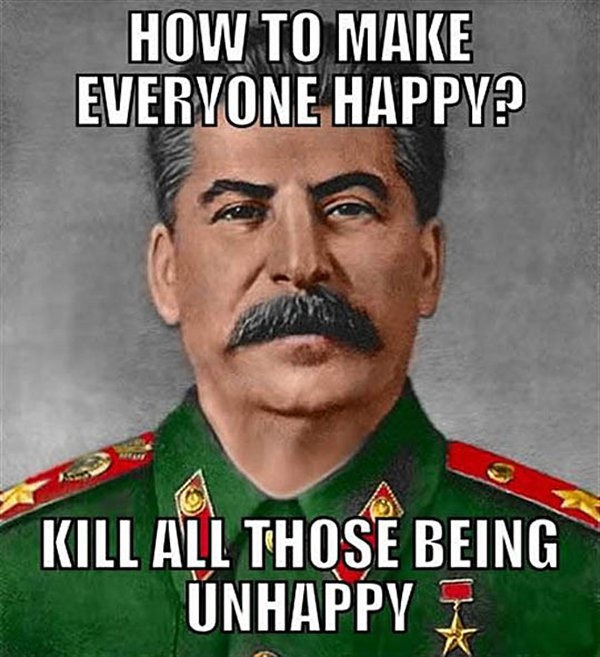 HOW TO MAKE
EVERYONE HAPPY?
KILL ALL THOSE BEING
UNHAPPY